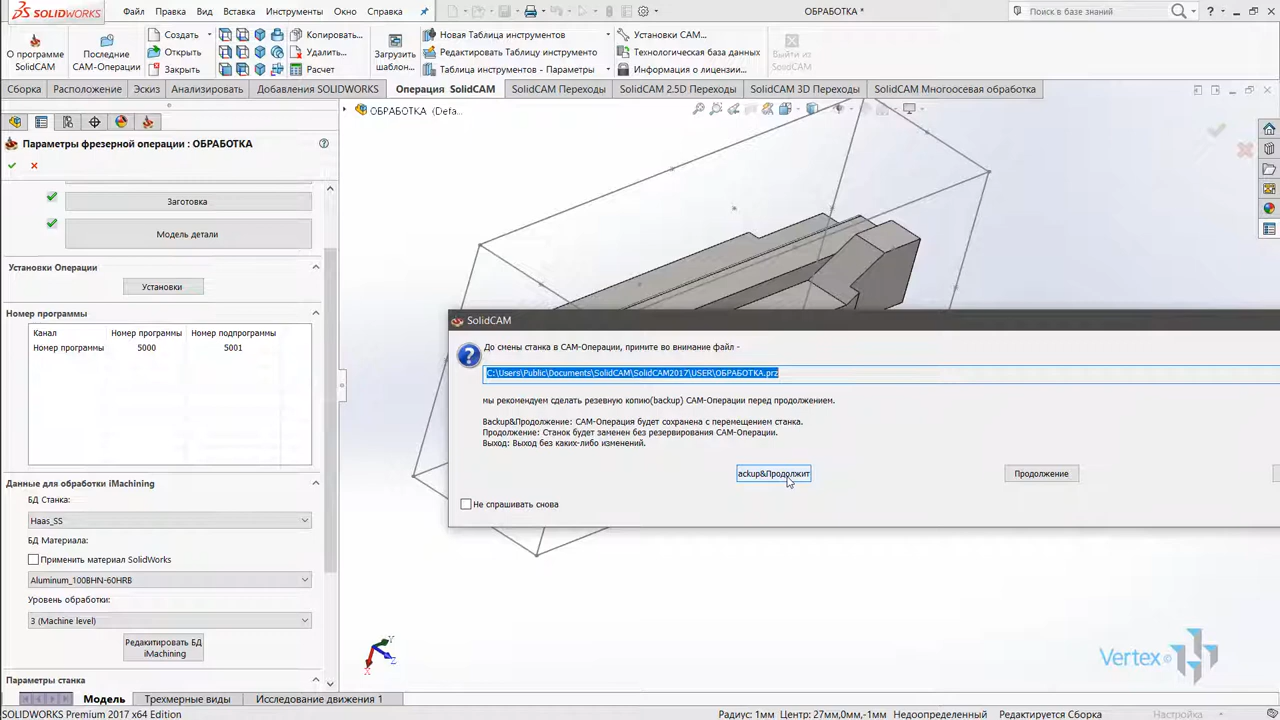 SOLIDWORKS Файл Правка Вид Вставка Инструменты Окно Справка ОБРАБОТКА * Поиск в базе знаний
О программе SolidCAM
Последние CAM-Операции
Создать
Открыть
Закрыть
Копировать...
Удалить...
Расчет
Загрузить шаблон...
Новая Таблица инструментов
Редактировать Таблицу инструменто
Таблица инструментов - Параметры
Установки CAM...
Технологическая база данных
Информация о лицензии...
Выйти из SolidCAM
Сборка Расположение Эскиз Анализировать Добавления SOLIDWORKS Операция SolidCAM SolidCAM Переходы SolidCAM 2.5D Переходы SolidCAM 3D Переходы SolidCAM Многоосевая обработка
ОБРАБОТКА (Defa...
Параметры фрезерной операции : ОБРАБОТКА
Заготовка
Модель детали
Установки Операции
Установки
Номер программы
Канал Номер программы Номер подпрограммы
Номер программы 5000 5001
Данные для обработки iMachining
БД Станка:
Haas_SS
БД Материала:
Применить материал SolidWorks
Aluminum_100BHN-60HRB
Уровень обработки:
3 (Machine level)
Редакитировать БД
iMachining
Параметры станка
SolidCAM
До смены станка в САМ-Операции, примите во внимание файл -
C:\Users\Public\Documents\SolidCAM\SolidCAM2017\USER\ОБРАБОТКА.prz
мы рекомендуем сделать резевную копию(backup) САМ-Операции перед продолжением.
Backup&Продолжение: САМ-Операция будет сохранена с перемещением станка.
Продолжение: Станок будет заменен без резервирования САМ-Операции.
Выход: Выход без каких-либо изменений.
ackup&Продолжит
Продолжение
Не спрашивать снова
Y
X
Z
Vertex ©
Модель Трехмерные виды Исследование движения 1
SOLIDWORKS Premium 2017 x64 Edition Радиус: 1мм Центр: 27мм,0мм,-1мм Недоопределенный Редактируется Сборка Настройка